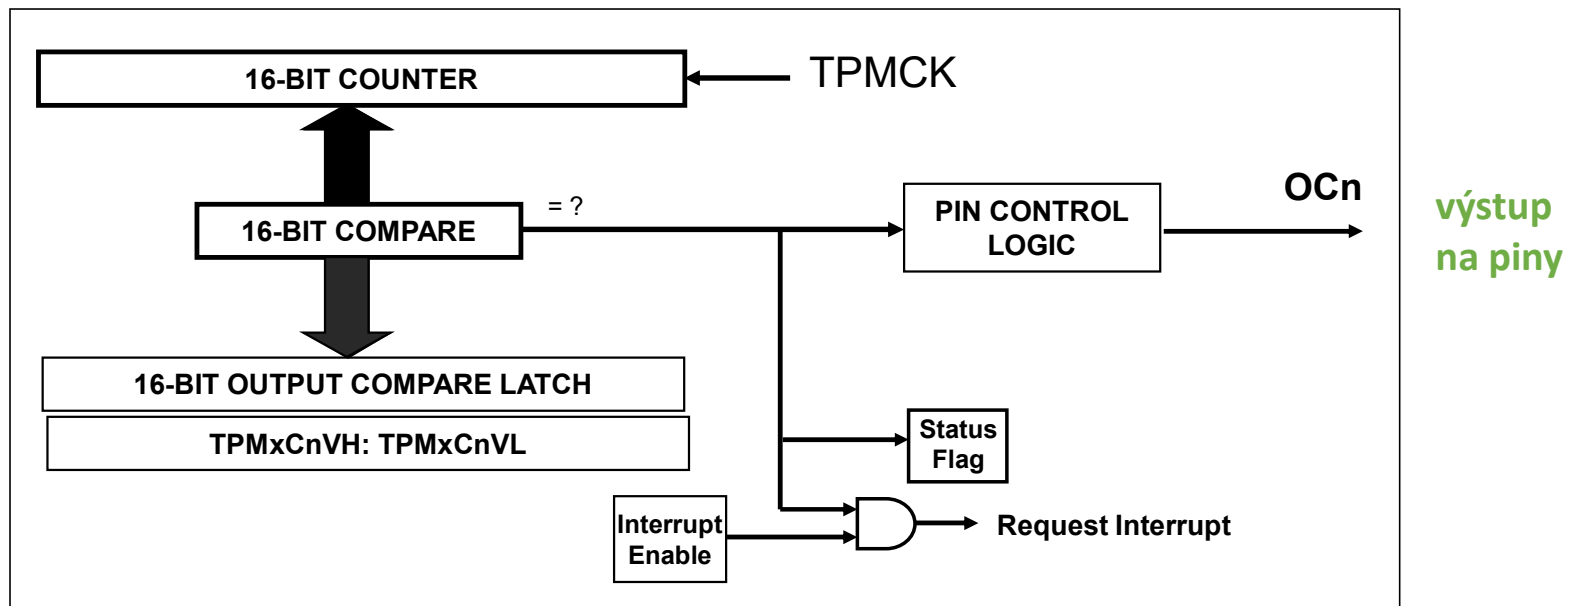 16-BIT COUNTER
TPMCK
= ?
16-BIT COMPARE
PIN CONTROL
LOGIC
OCn
výstup
na piny
16-BIT OUTPUT COMPARE LATCH
TPMxCnVH: TPMxCnVL
Status
Flag
Interrupt
Enable
Request Interrupt